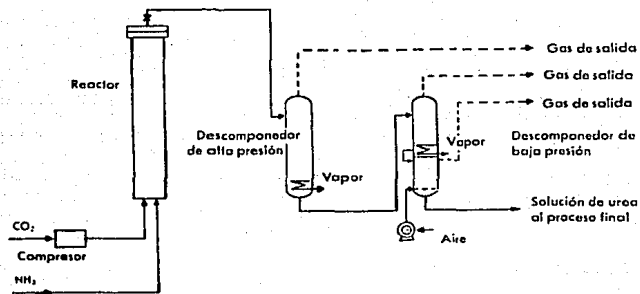 Gas de salida
Gas de salida
Gas de salida
Reactor
Descomponedor
de alta presión
Vapor
Vapor
Descomponedor de
baja presión
Solución de urea
al proceso final
CO₂
Compresor
Aire
NH₃